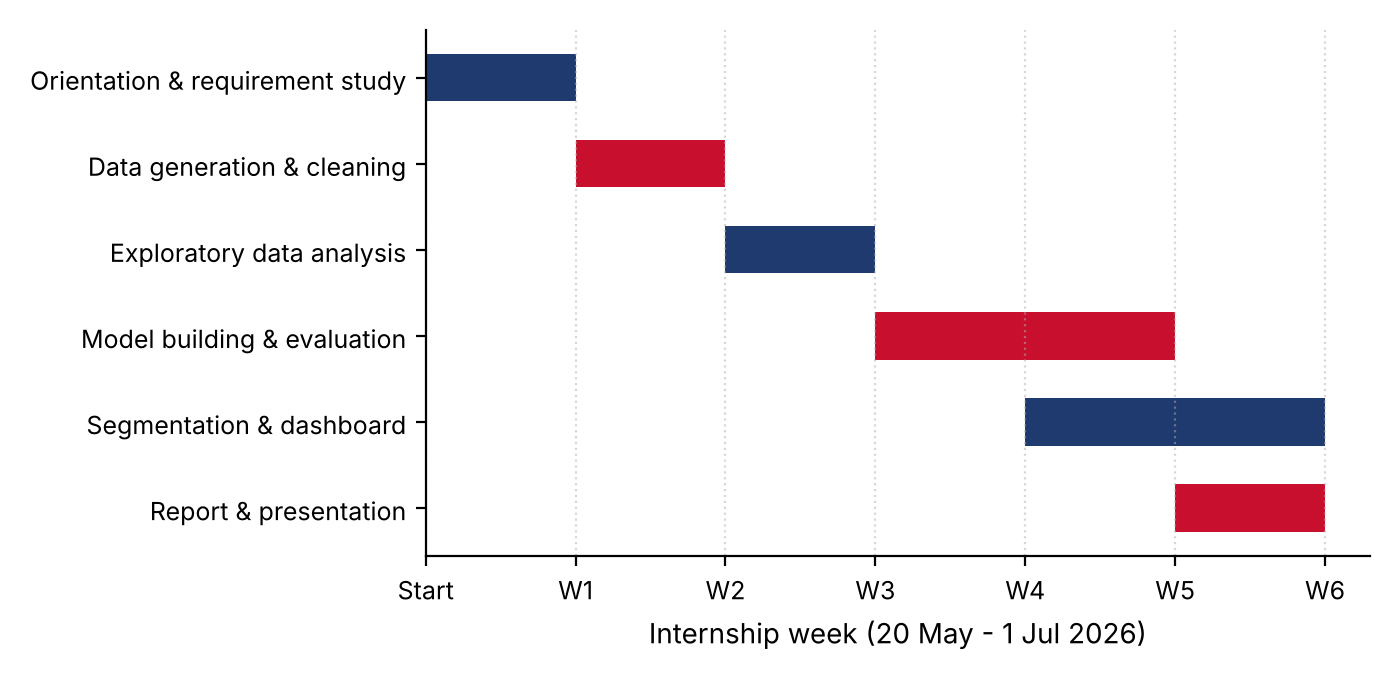 Orientation & requirement study
Data generation & cleaning
Exploratory data analysis
Model building & evaluation
Segmentation & dashboard
Report & presentation
Start W1 W2 W3 W4 W5 W6
Internship week (20 May - 1 Jul 2026)